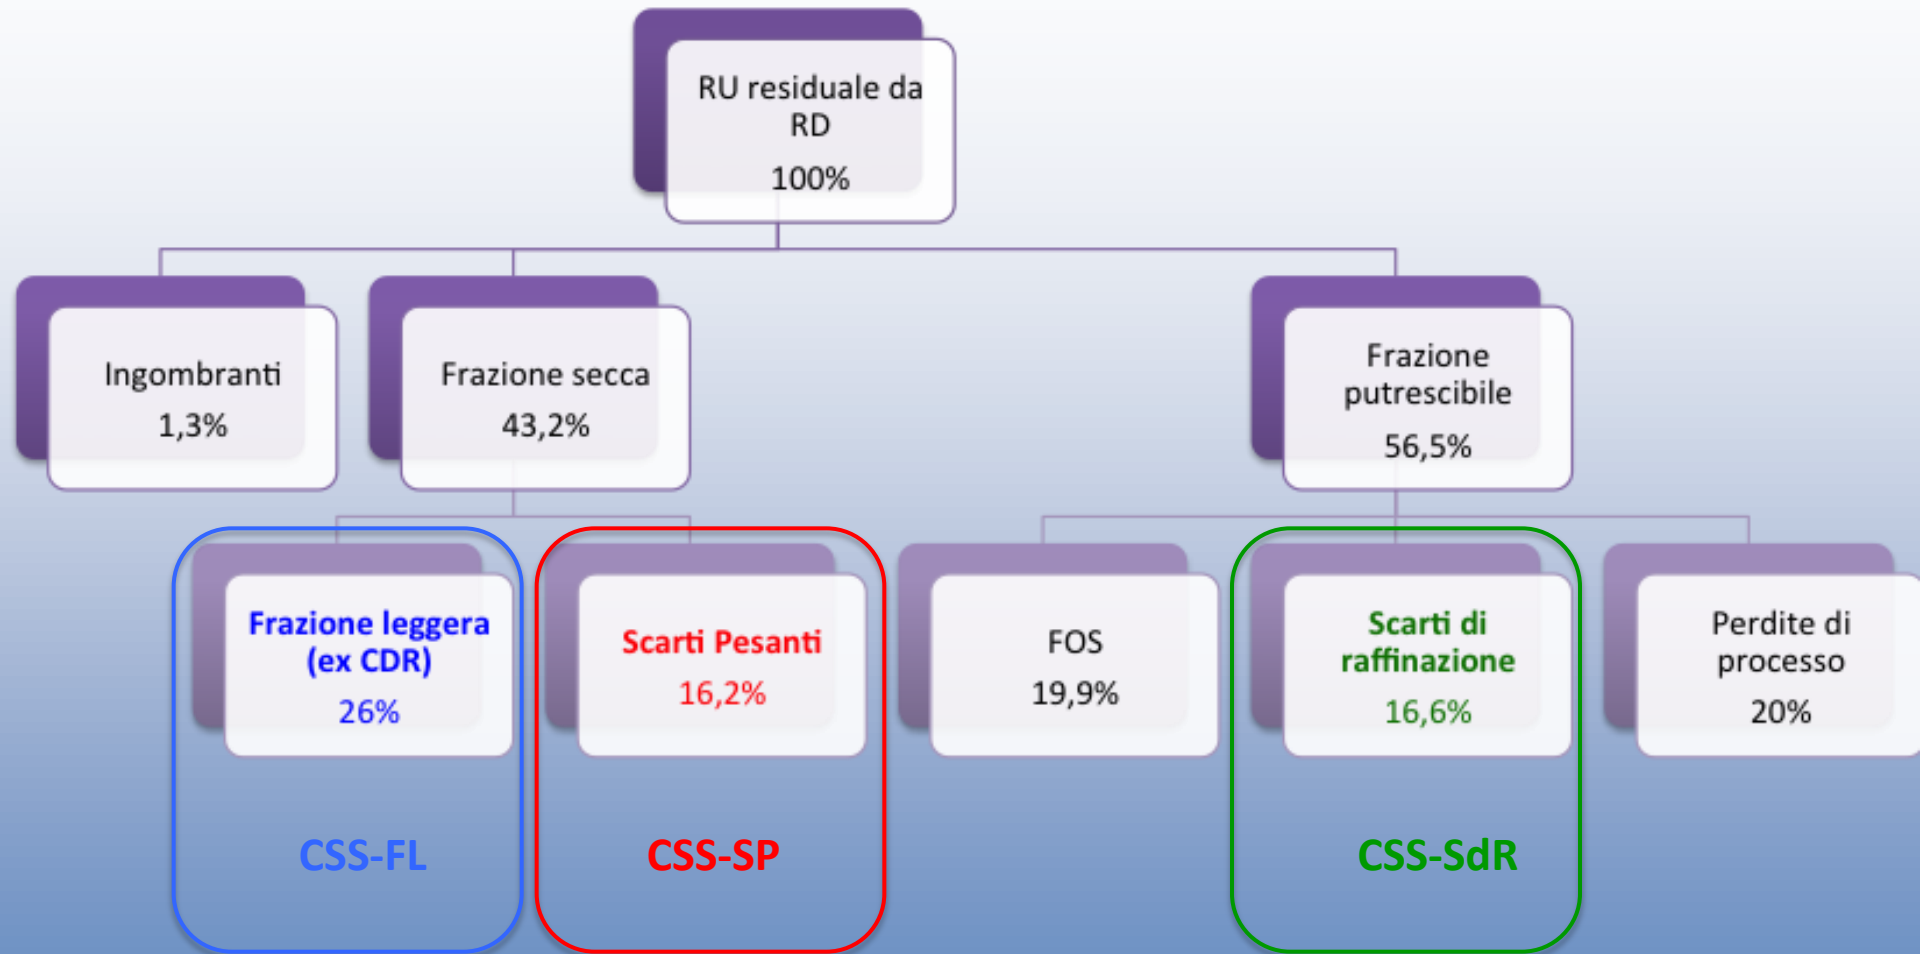 RU residuale da
RD
100%
Ingombranti
1,3%
Frazione secca
43,2%
Frazione
putrescibile
56,5%
Frazione leggera
(ex CDR)
26%
Scarti Pesanti
16,2%
FOS
19,9%
Scarti di
raffinazione
16,6%
Perdite di
processo
20%
CSS-FL
CSS-SP
CSS-SdR